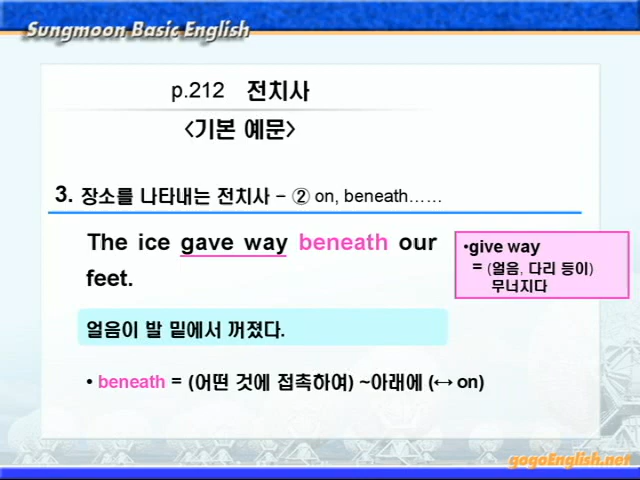 Sungmoon Basic English
p.212 전치사
<기본 예문>
3. 장소를 나타내는 전치사 - ② on, beneath……
The ice gave way beneath our
feet.
•give way
= (얼음, 다리 등이)
무너지다
얼음이 발 밑에서 꺼졌다.
• beneath = (어떤 것에 접촉하여) ~아래에 (↔ on)
gogoEnglish.net